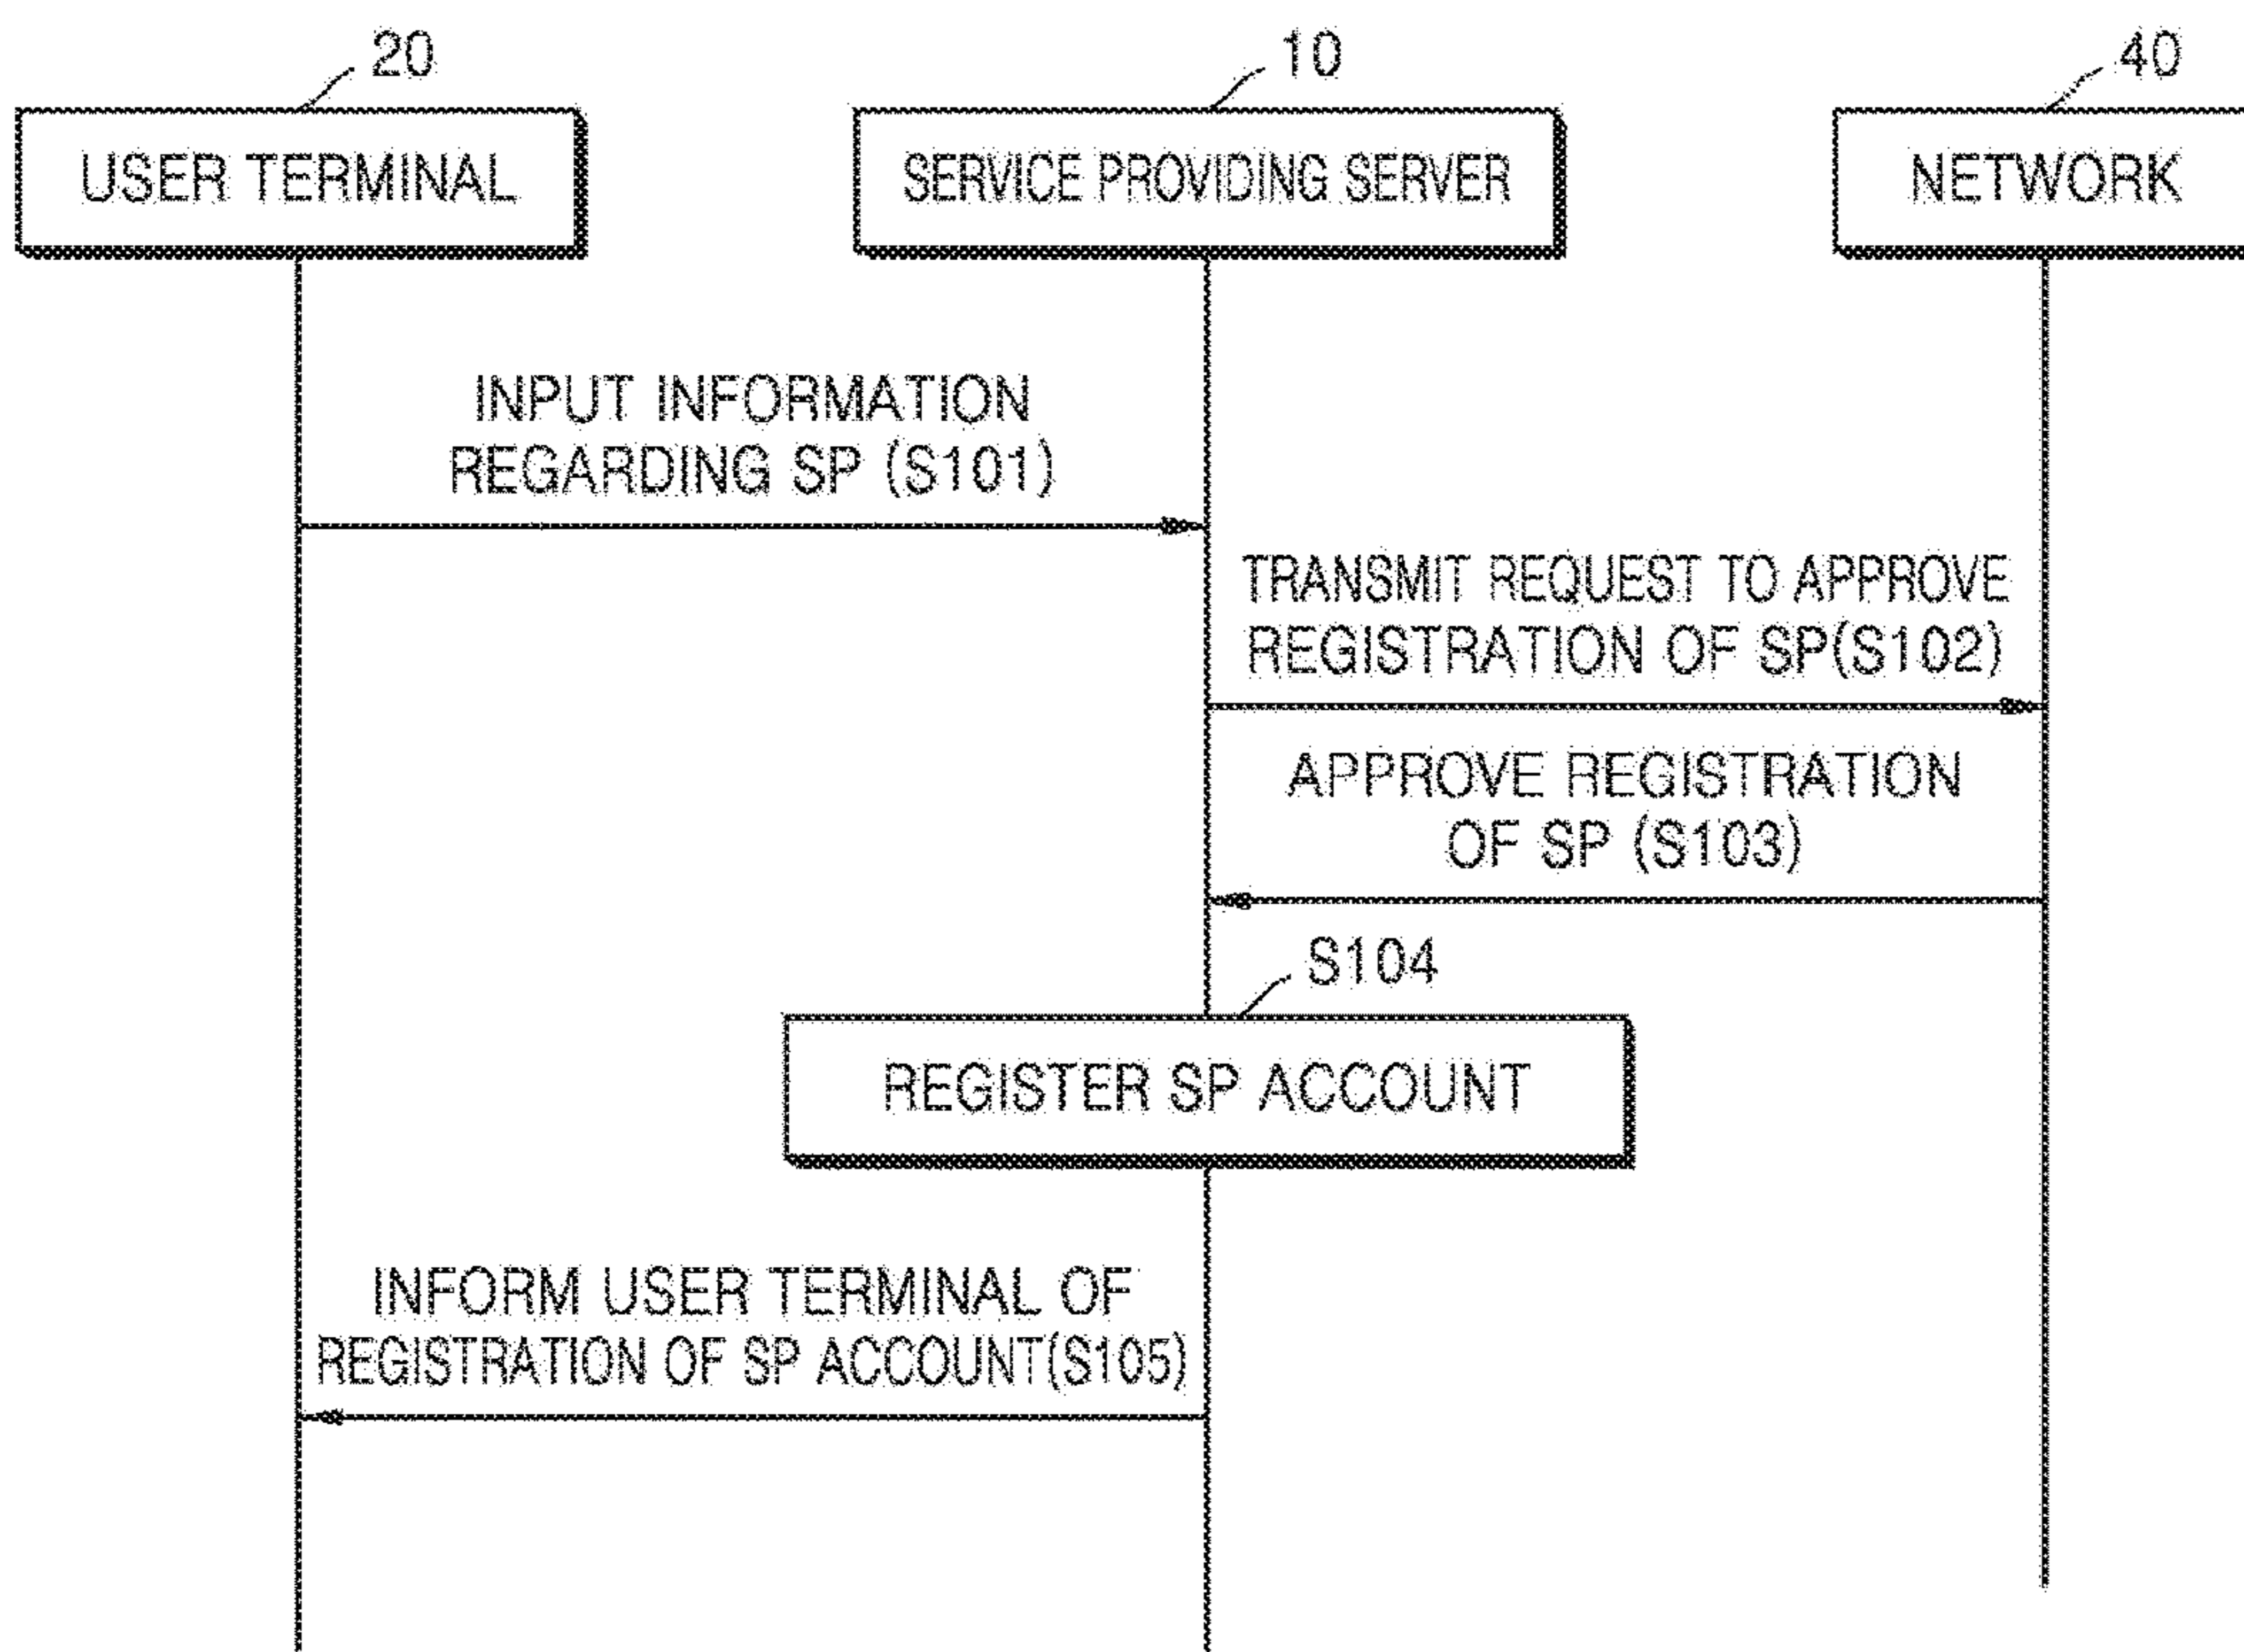 20
10
40
USER TERMINAL
SERVICE PROVIDING SERVER
NETWORK
INPUT INFORMATION
REGARDING SP (S101)
TRANSMIT REQUEST TO APPROVE
REGISTRATION OF SP(S102)
APPROVE REGISTRATION
OF SP (S103)
S104
REGISTER SP ACCOUNT
INFORM USER TERMINAL OF
REGISTRATION OF SP ACCOUNT(S105)